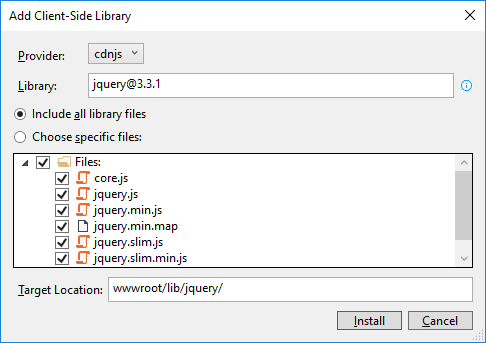 Add Client-Side Library
Provider: cdnjs
Library: jquery@3.3.1
Include all library files
Choose specific files:
Files:
core.js
jquery.js
jquery.min.js
jquery.min.map
jquery.slim.js
jquery.slim.min.js
Target Location: wwwroot/lib/jquery/
Install Cancel